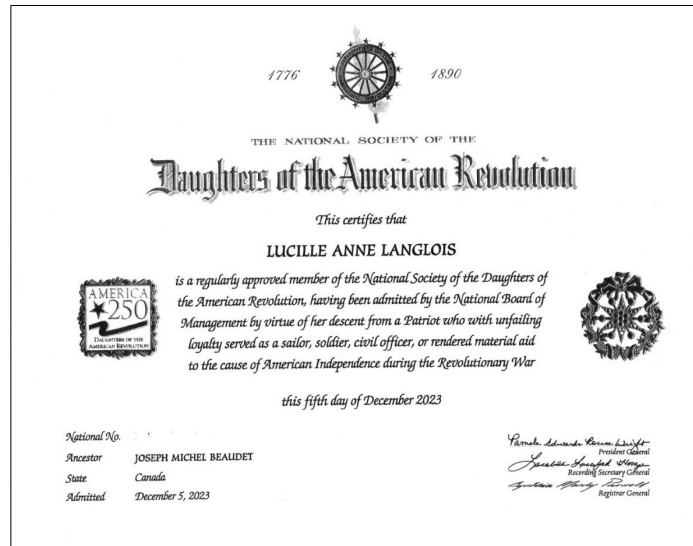 1776
1890
THE NATIONAL SOCIETY OF THE
Daughters of the American Revolution
This certifies that
LUCILLE ANNE LANGLOIS
is a regularly approved member of the National Society of the Daughters of
the American Revolution, having been admitted by the National Board of
Management by virtue of her descent from a Patriot who with unfailing
loyalty served as a sailor, soldier, civil officer, or rendered material aid
to the cause of American Independence during the Revolutionary War
AMERICA
250
DAUGHTERS OF THE
AMERICAN REVOLUTION
this fifth day of December 2023
National No.
Ancestor JOSEPH MICHEL BEAUDET
State Canada
Admitted December 5, 2023
Pamela Edwards Rouse Wright
President General
Recording Secretary General
Registrar General